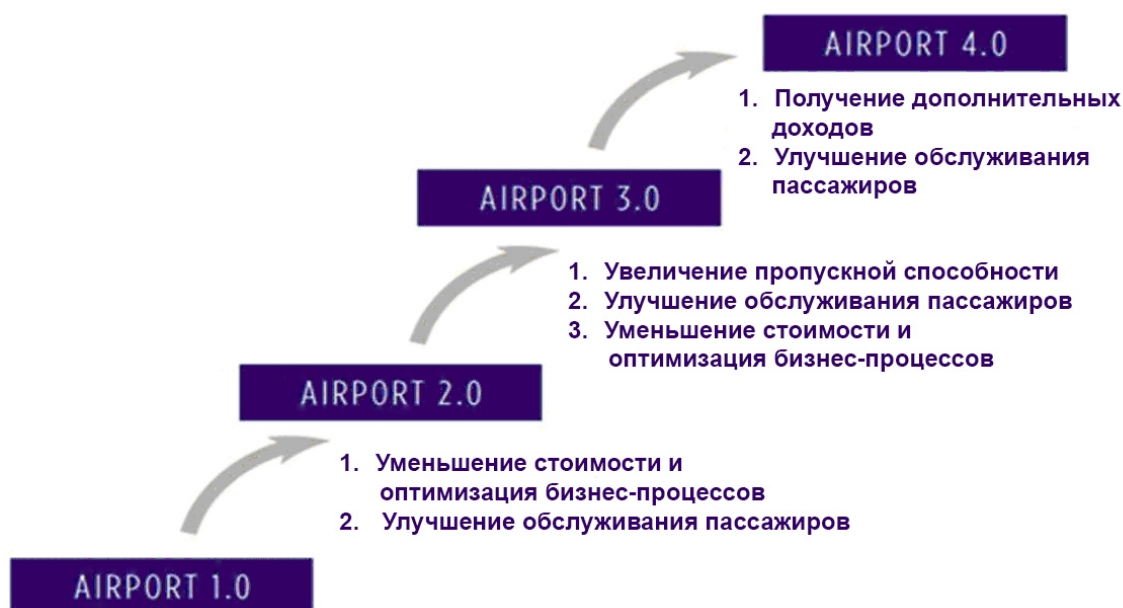 AIRPORT 4.0
1. Получение дополнительных
доходов
2. Улучшение обслуживания
пассажиров
AIRPORT 3.0
1. Увеличение пропускной способности
2. Улучшение обслуживания пассажиров
3. Уменьшение стоимости и
оптимизация бизнес-процессов
AIRPORT 2.0
1. Уменьшение стоимости и
оптимизация бизнес-процессов
2. Улучшение обслуживания пассажиров
AIRPORT 1.0